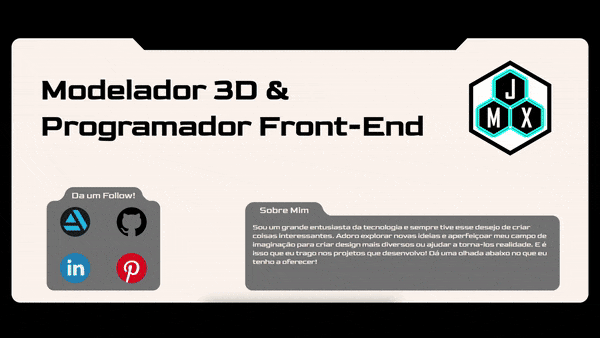 Modelador 3D &
Programador Front-End
J
M X
Da um Follow!
in
Sobre Mim
Sou um grande entusiasta da tecnologia e sempre tive esse desejo de criar
coisas interessantes. Adoro explorar novas ideias e aperfeiçoar meu campo de
imaginação para criar design mais diversos ou ajudar a torna-los realidade. E é
isso que eu trago nos projetos que desenvolvo! Dá uma olhada abaixo no que eu
tenho a oferecer!